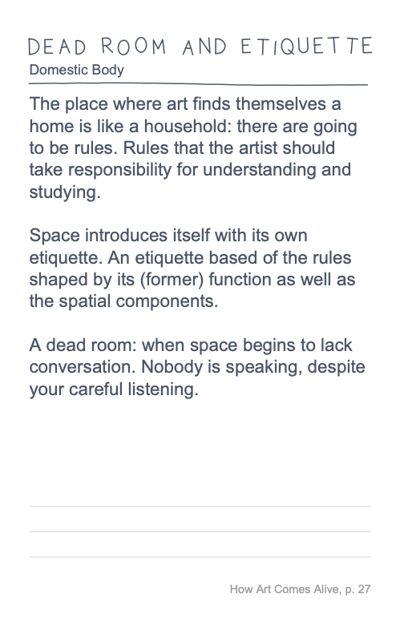 DEAD ROOM AND ETIQUETTE
Domestic Body
The place where art finds themselves a
home is like a household: there are going
to be rules. Rules that the artist should
take responsibility for understanding and
studying.
Space introduces itself with its own
etiquette. An etiquette based of the rules
shaped by its (former) function as well as
the spatial components.
A dead room: when space begins to lack
conversation. Nobody is speaking, despite
your careful listening.
How Art Comes Alive, p. 27